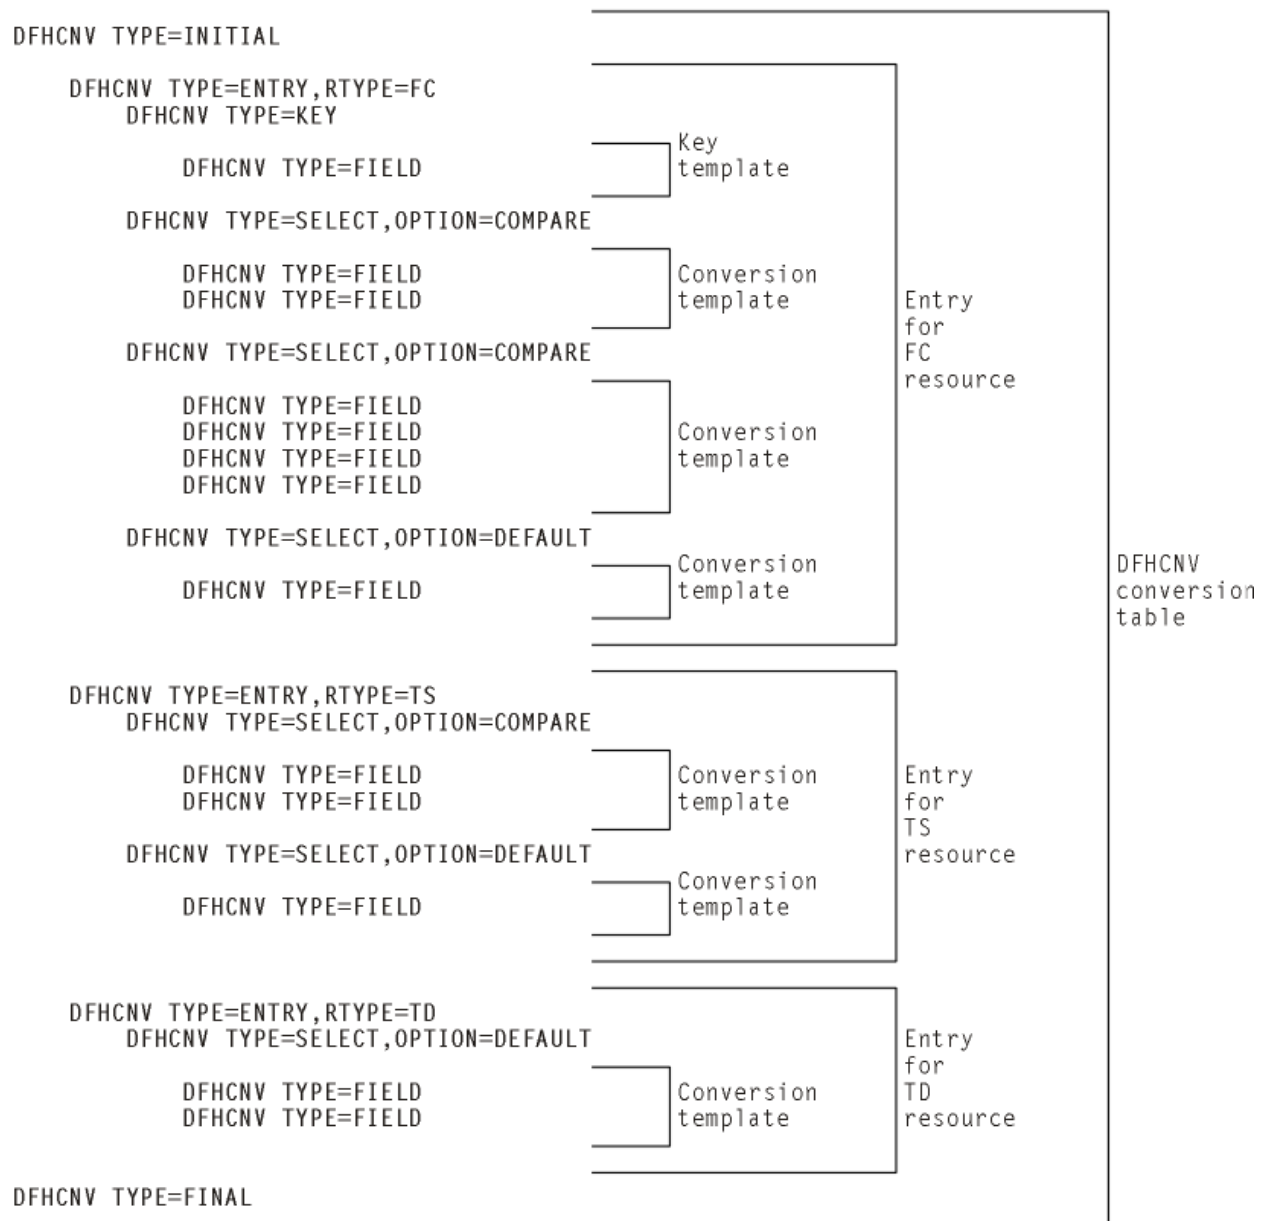 DFHCNV TYPE=INITIAL
DFHCNV TYPE=ENTRY,RTYPE=FC
DFHCNV TYPE=KEY
Key
DFHCNV TYPE=FIELD template
DFHCNV TYPE=SELECT,OPTION=COMPARE
DFHCNV TYPE=FIELD Conversion
DFHCNV TYPE=FIELD template Entry
for
DFHCNV TYPE=SELECT,OPTION=COMPARE FC
resource
DFHCNV TYPE=FIELD
DFHCNV TYPE=FIELD Conversion
DFHCNV TYPE=FIELD template
DFHCNV TYPE=FIELD
DFHCNV TYPE=SELECT,OPTION=DEFAULT
Conversion DFHCNV
DFHCNV TYPE=FIELD template conversion
table
DFHCNV TYPE=ENTRY,RTYPE=TS
DFHCNV TYPE=SELECT,OPTION=COMPARE
DFHCNV TYPE=FIELD Conversion Entry
DFHCNV TYPE=FIELD template for
TS
DFHCNV TYPE=SELECT,OPTION=DEFAULT resource
Conversion
DFHCNV TYPE=FIELD template
DFHCNV TYPE=ENTRY,RTYPE=TD
DFHCNV TYPE=SELECT,OPTION=DEFAULT Entry
for
DFHCNV TYPE=FIELD Conversion TD
DFHCNV TYPE=FIELD template resource
DFHCNV TYPE=FINAL